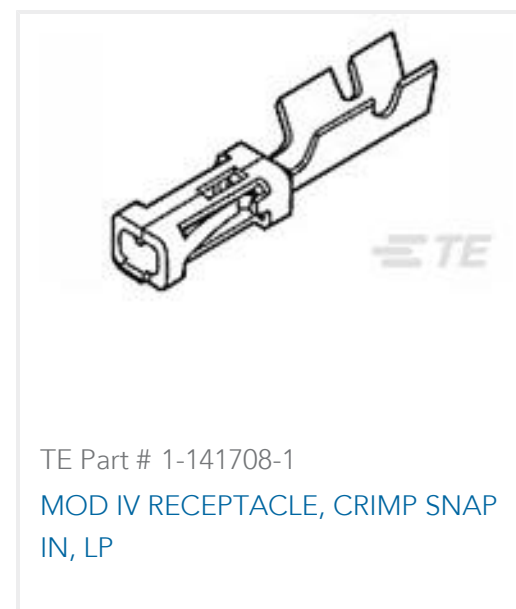 TE
TE Part # 1-141708-1
MOD IV RECEPTACLE, CRIMP SNAP
IN, LP